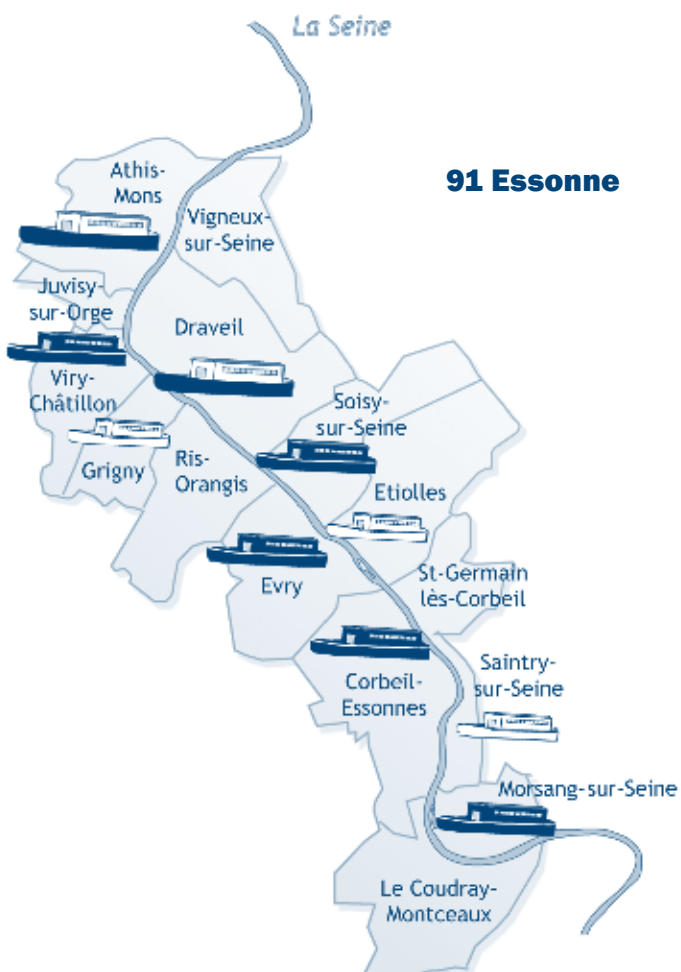 La Seine
91 Essonne
Athis-
Mons
Vigneux-
sur-Seine
Juvisy-
sur-Orge
Draveil
Viry-
Châtillon
Soisy-
sur-Seine
Grigny
Ris-
Orangis
Etiolles
Evry
St-Germain
lès-Corbeil
Saintry-
sur-Seine
Corbeil-
Essonnes
Morsang-sur-Seine
Le Coudray-
Montceaux